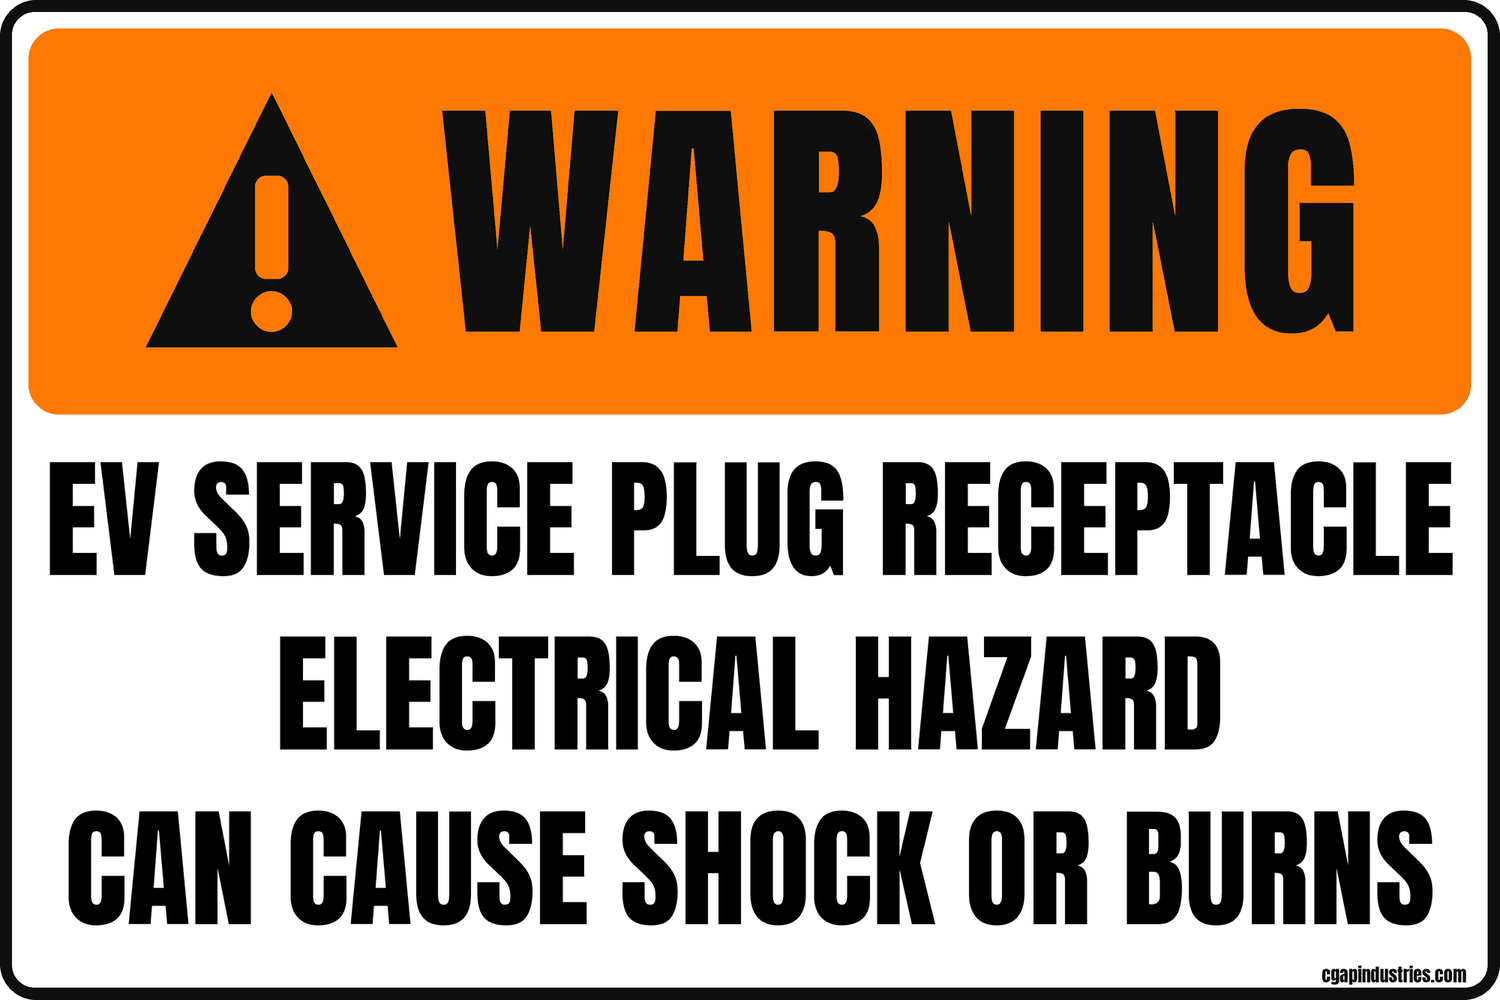 WARNING
EV SERVICE PLUG RECEPTACLE
ELECTRICAL HAZARD
CAN CAUSE SHOCK OR BURNS
cgapindustries.com